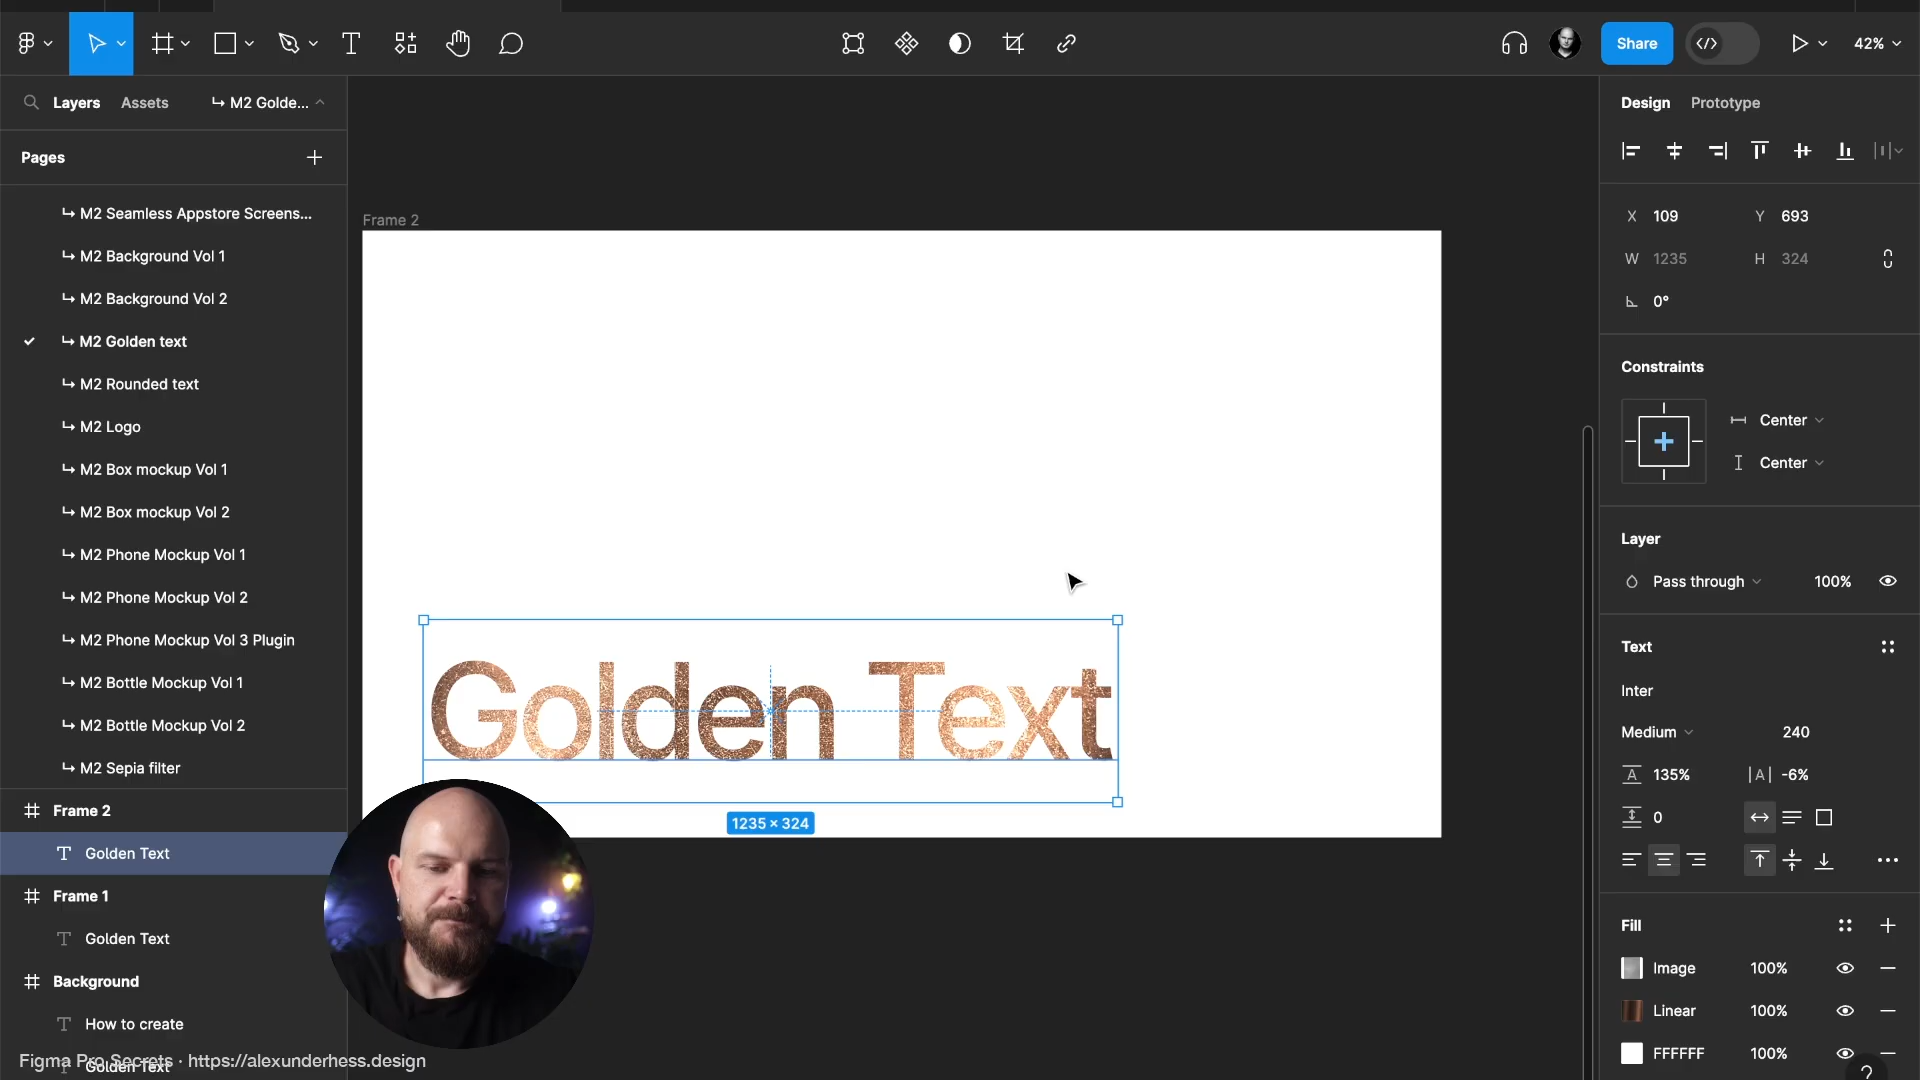 Share
42%
Layers
Assets
↳ M2 Golde...
Design
Prototype
Pages
↳ M2 Seamless Appstore Screens...
↳ M2 Background Vol 1
↳ M2 Background Vol 2
↳ M2 Golden text
↳ M2 Rounded text
↳ M2 Logo
↳ M2 Box mockup Vol 1
↳ M2 Box mockup Vol 2
↳ M2 Phone Mockup Vol 1
↳ M2 Phone Mockup Vol 2
↳ M2 Phone Mockup Vol 3 Plugin
↳ M2 Bottle Mockup Vol 1
↳ M2 Bottle Mockup Vol 2
↳ M2 Sepia filter
Frame 2
Golden Text
Frame 1
Golden Text
Background
How to create
Golden Text
Figma Pro Secrets · https://alexunderhess.design
Frame 2
Golden Text
1235 × 324
X 109 Y 693
W 1235 H 324
0°
Constraints
Center
Center
Layer
Pass through 100%
Text
Inter
Medium 240
135% -6%
0
Fill
Image 100%
Linear 100%
FFFFFF 100%
?